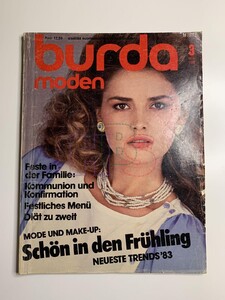 burda
moden
3
Feste in
der Familie:
Kommunion und
Konfirmation
Festliches Menü
Diät zu zweit
MODE UND MAKE-UP:
Schön in den Frühling
NEUESTE TRENDS '83